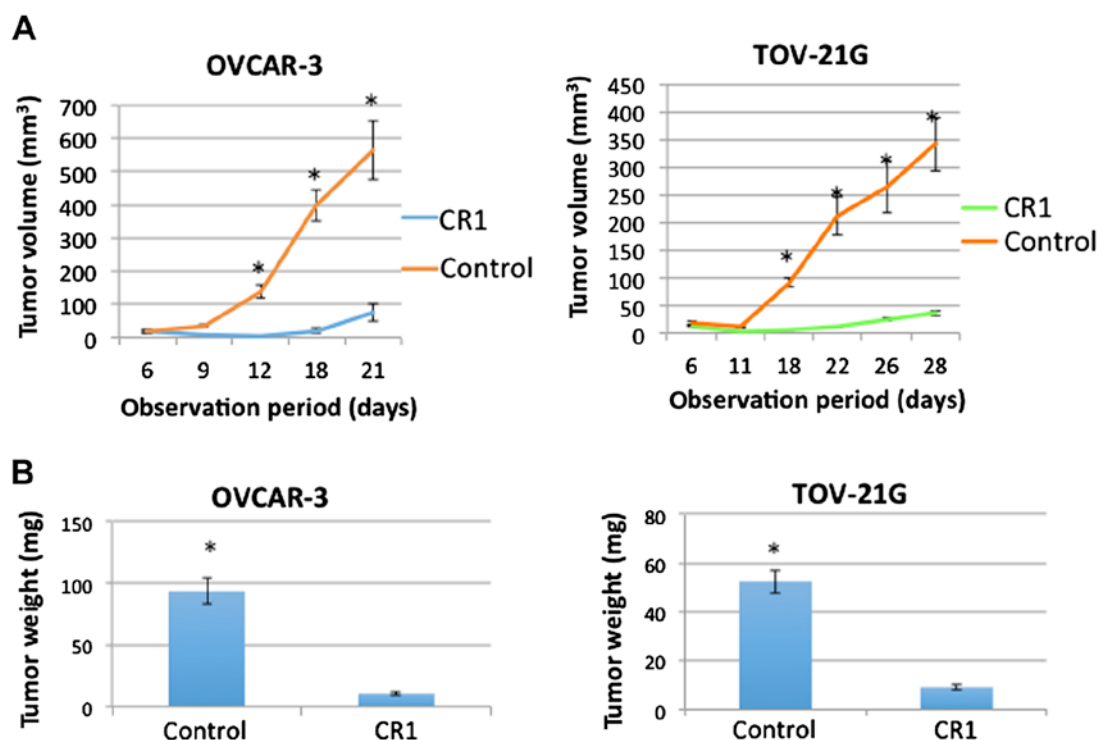 A
OVCAR-3
Tumor volume (mm³)
700
600
500
400
300
200
100
0
* * *
6 9 12 18 21
Observation period (days)
CR1
Control
TOV-21G
Tumor volume (mm³)
450
400
350
300
250
200
150
100
50
0
* * * *
6 11 18 22 26 28
Observation period (days)
CR1
Control
B
OVCAR-3
Tumor weight (mg)
150
100
50
0
*
Control CR1
TOV-21G
Tumor weight (mg)
80
60
40
20
0
*
Control CR1